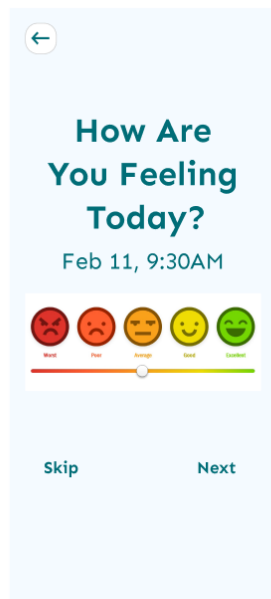 How Are
You Feeling
Today?
Feb 11, 9:30AM
Worst Poor Average Good Excellent
Skip Next